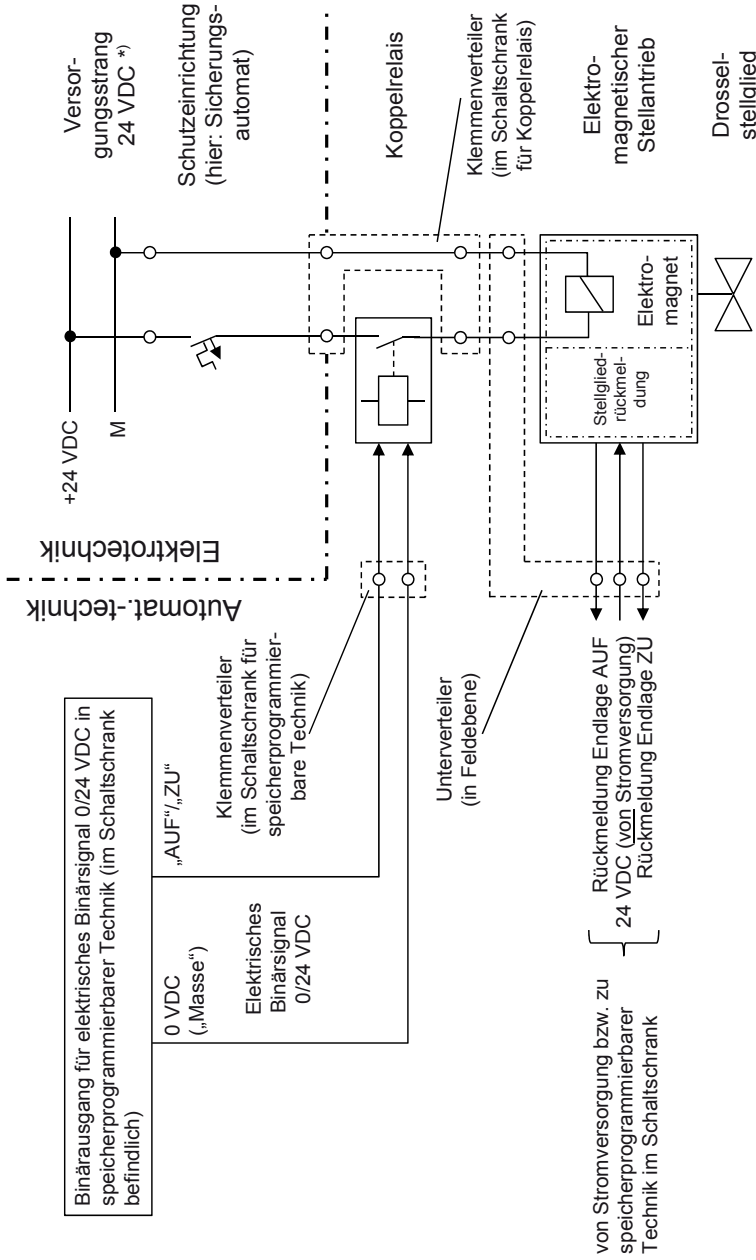 Binärausgang für elektrisches Binärsignal 0/24 VDC in
speicherprogrammierbarer Technik (im Schaltschrank
befindlich)
0 VDC
(„Masse“)
„AUF“/„ZU“
Elektrisches
Binärsignal
0/24 VDC
Klemmenverteiler
(im Schaltschrank für
speicherprogrammier-
bare Technik)
Automat.-technik
Elektrotechnik
+24 VDC
M
Versor-
gungsstrang
24 VDC *)
Schutzeinrichtung
(hier: Sicherungs-
automat)
Koppelrelais
Klemmenverteiler
(im Schaltschrank
für Koppelrelais)
Unterverteiler
(in Feldebene)
Stellglied-
rückmel-
dung
Elektro-
magnet
Elektro-
magnetischer
Stellantrieb
Drossel-
stellglied
Rückmeldung Endlage AUF
24 VDC (von Stromversorgung)
Rückmeldung Endlage ZU
von Stromversorgung bzw. zu
speicherprogrammierbarer
Technik im Schaltschrank